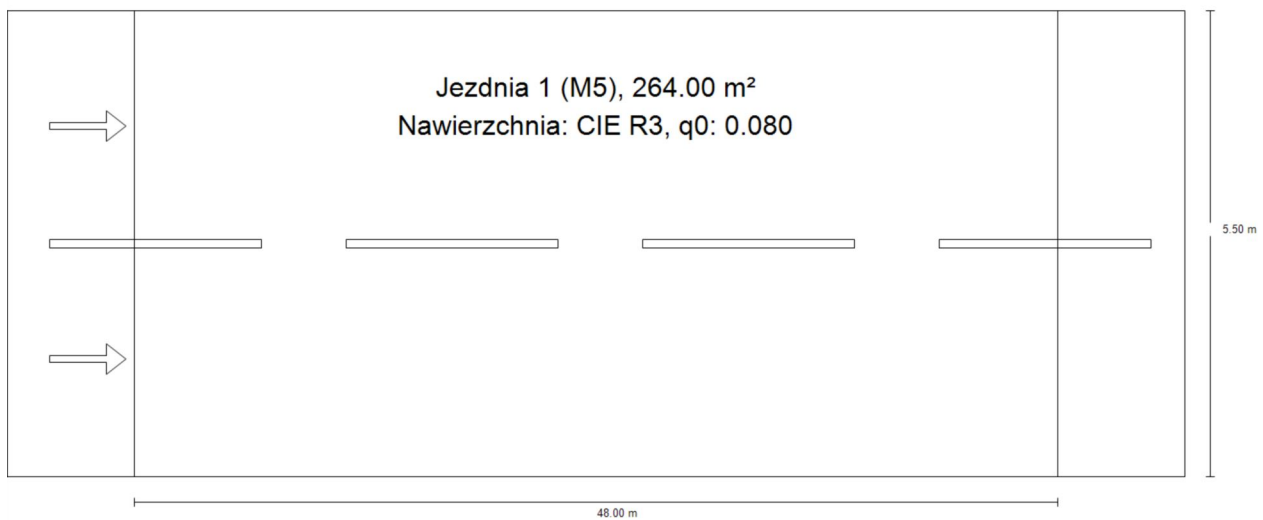 Jezdnia 1 (M5), 264.00 m²
Nawierzchnia: CIE R3, q0: 0.080
5.50 m
48.00 m